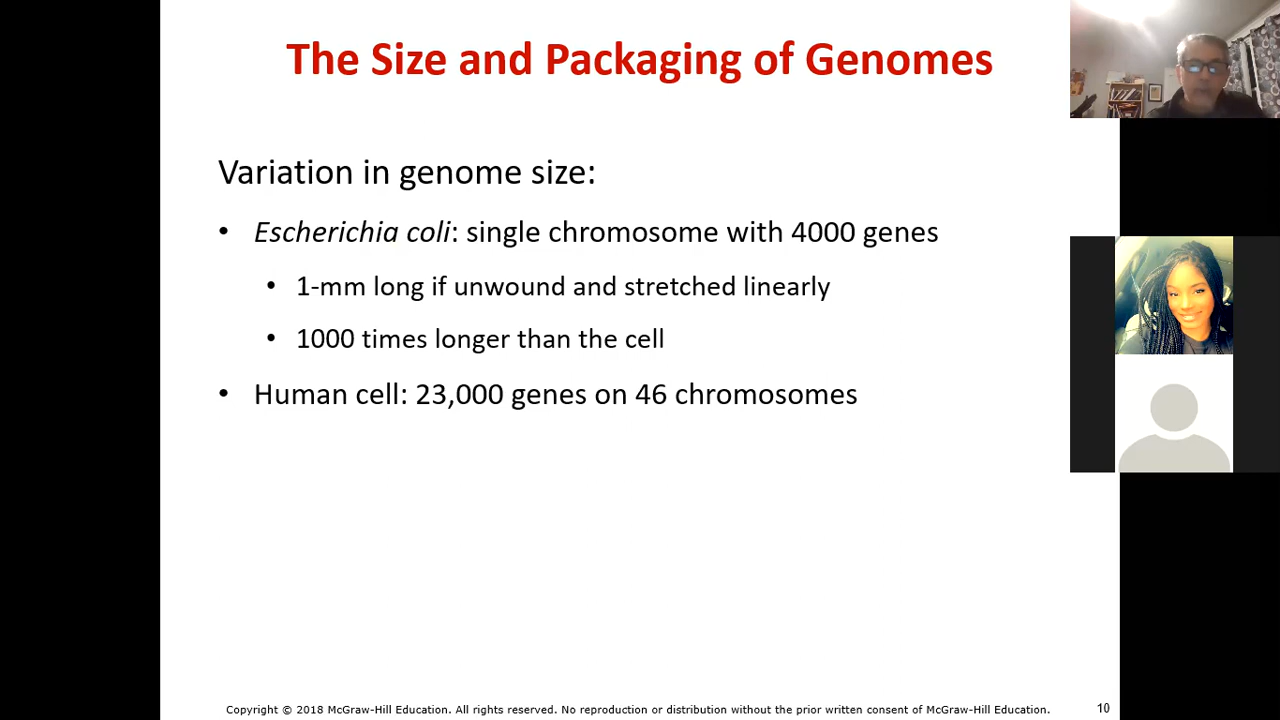 The Size and Packaging of Genomes
Variation in genome size:
• Escherichia coli: single chromosome with 4000 genes
• 1-mm long if unwound and stretched linearly
• 1000 times longer than the cell
• Human cell: 23,000 genes on 46 chromosomes
Copyright © 2018 McGraw-Hill Education. All rights reserved. No reproduction or distribution without the prior written consent of McGraw-Hill Education.
10